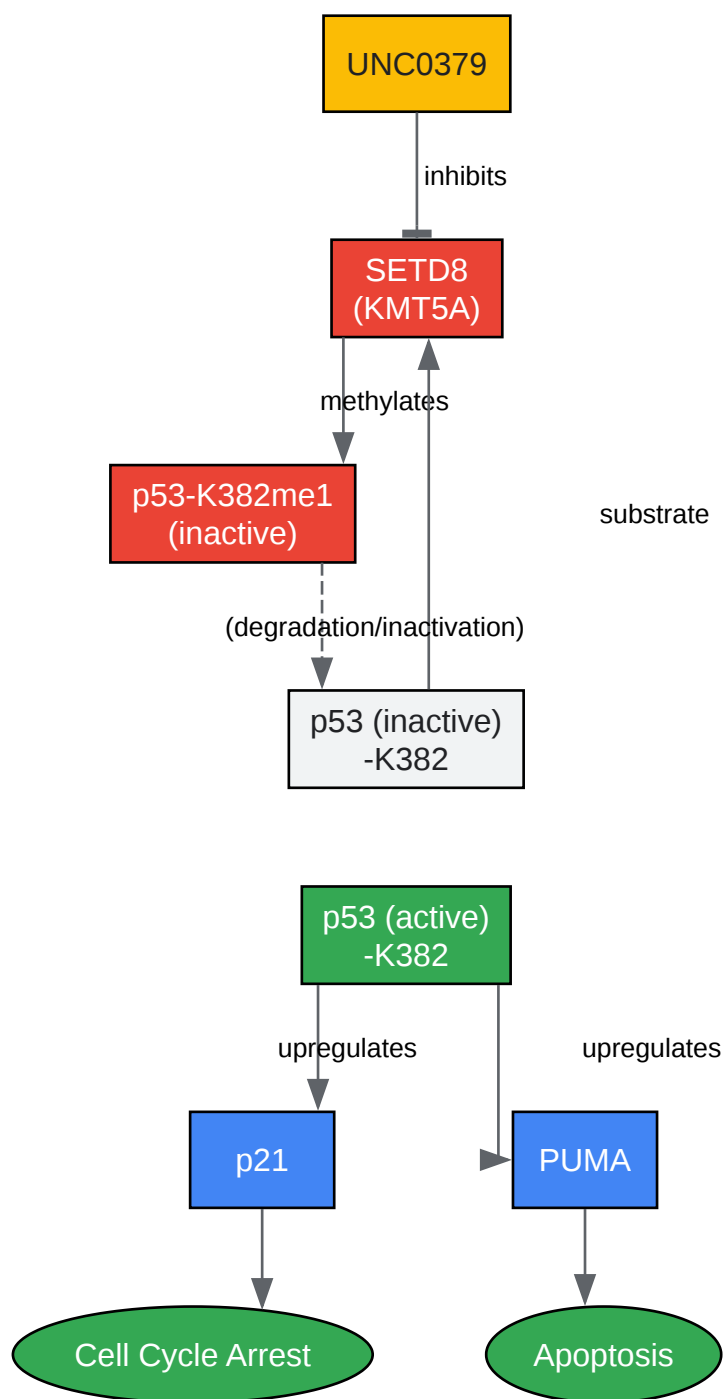 UNC0379
inhibits
SETD8
(KMT5A)
methylates
p53-K382me1
(inactive)
substrate
(degradation/inactivation)
p53 (inactive)
-K382
p53 (active)
-K382
upregulates
upregulates
p21
PUMA
Cell Cycle Arrest
Apoptosis